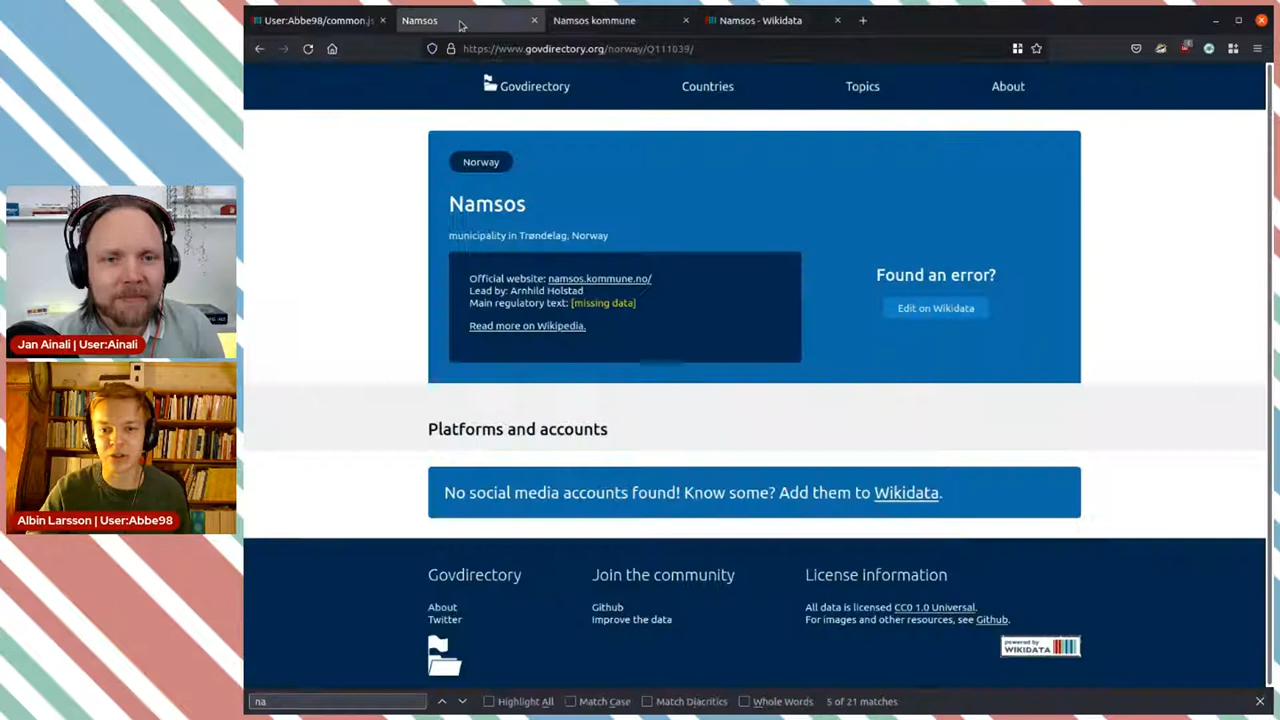 User:Abbe98/common.js
Namsos
Namsos kommune
Namsos - Wikidata
https://www.govdirectory.org/norway/Q111039/
Govdirectory
Countries
Topics
About
Norway
Namsos
municipality in Trøndelag, Norway
Official website: namsos.kommune.no/
Lead by: Arnhild Holstad
Main regulatory text: [missing data]
Read more on Wikipedia.
Found an error?
Edit on Wikidata
Jan Ainali | User:Ainali
Platforms and accounts
No social media accounts found! Know some? Add them to Wikidata.
Albin Larsson | User:Abbe98
Govdirectory
About
Twitter
Join the community
Github
Improve the data
License information
All data is licensed CC0 1.0 Universal.
For images and other resources, see Github.
powered by
WIKIDATA
na
Highlight All
Match Case
Match Diacritics
Whole Words
5 of 21 matches